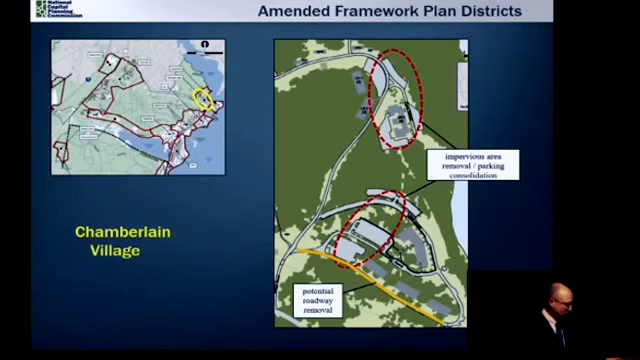 National
Capital
Planning
Commission
Amended Framework Plan Districts
impervious area
removal / parking
consolidation
Chamberlain
Village
potential
roadway
removal